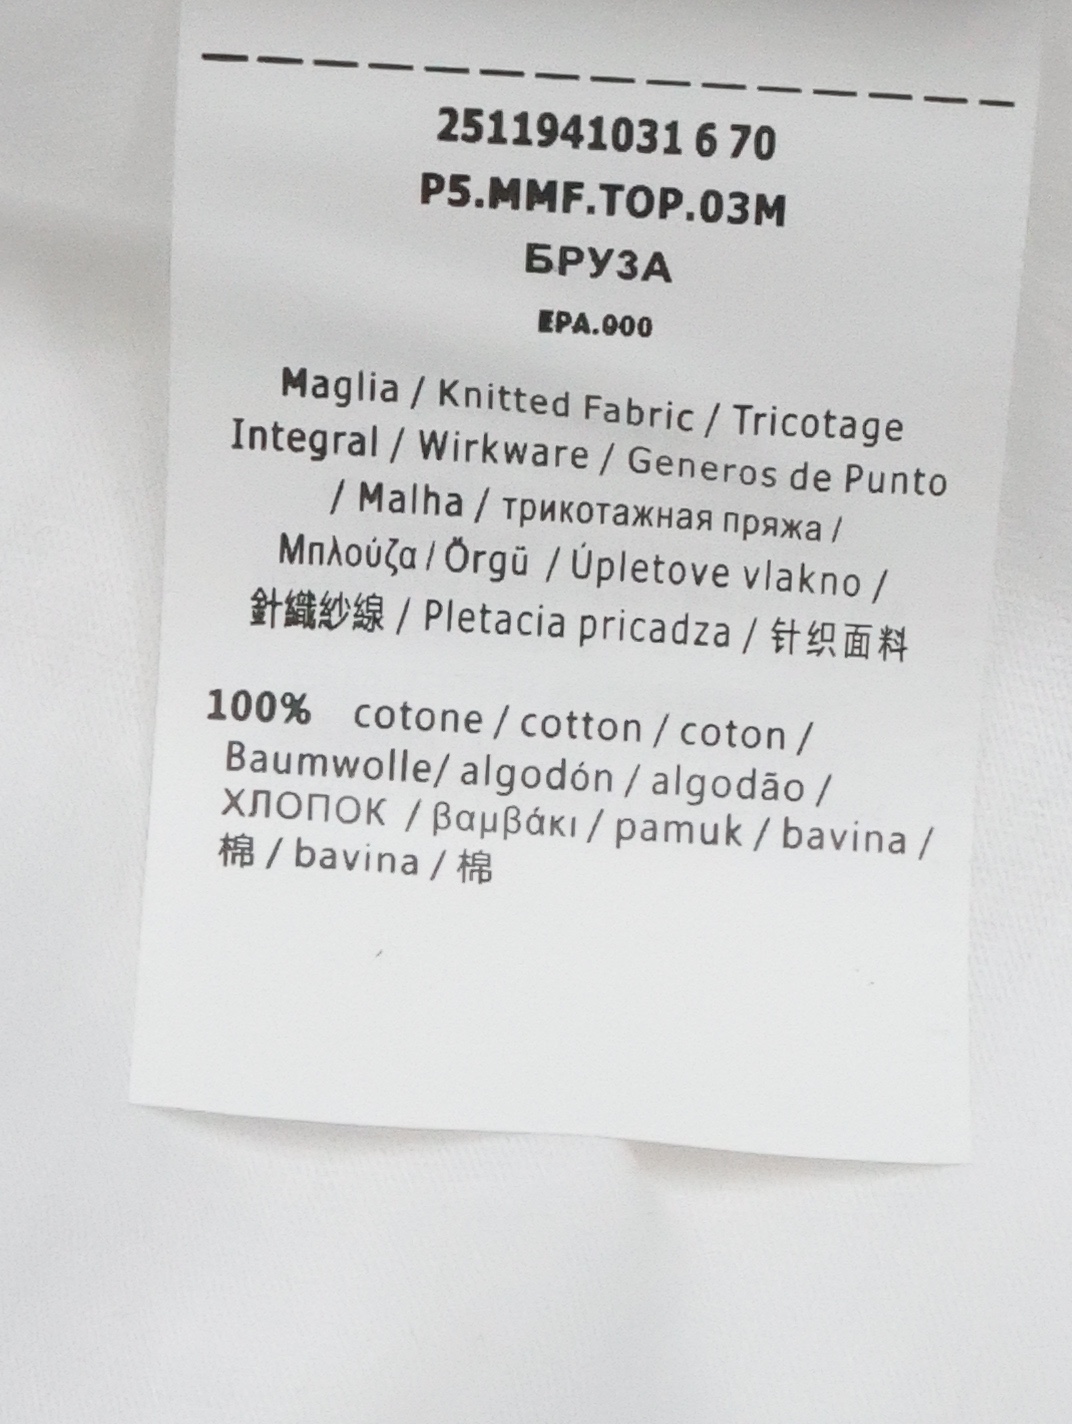 2511941031 6 70
P5.MMF.TOP.03M
БРУЗА
EPA.000
Maglia / Knitted Fabric / Tricotage
Integral / Wirkware / Generos de Punto
/ Malha / трикотажная пряжа /
Μπλούζα / Örgü / Úpletove vlakno /
針織紗線 / Pletacia pricadza / 针织面料
100% cotone / cotton / coton /
Baumwolle/ algodón / algodão /
ХЛОПОК / βαμβάκι / pamuk / bavina /
棉 / bavina / 棉